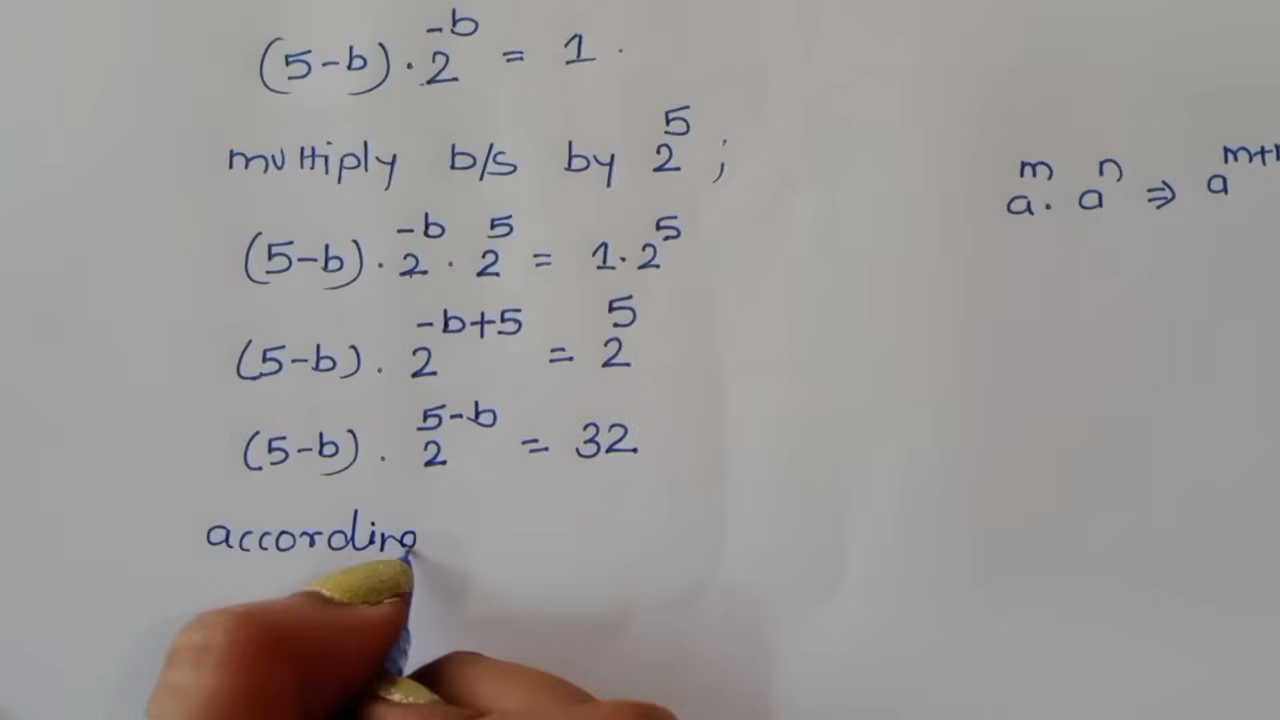 (5-b) · 2^-b = 1 .
multiply b/s by 2^5 ;
a^m · a^n ⇒ a^m+
(5-b) · 2^-b · 2^5 = 1 · 2^5
(5-b) · 2^-b+5 = 2^5
(5-b) · 2^5-b = 32
according